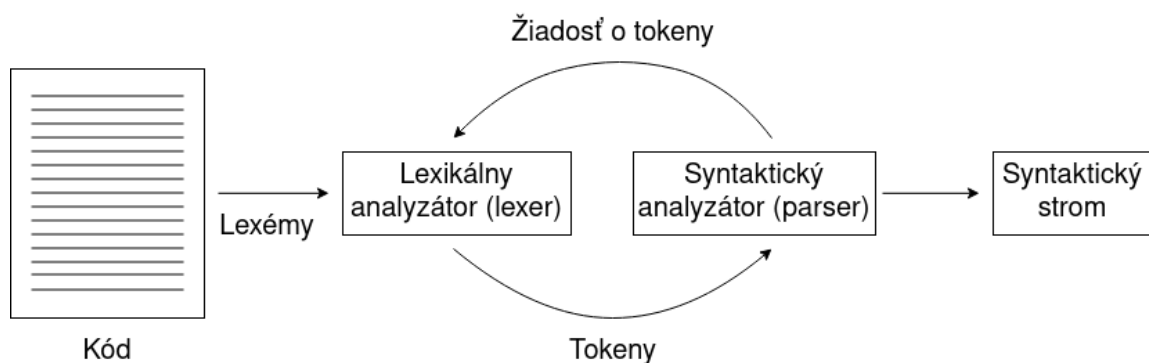 Žiadosť o tokeny
Lexikálny
analyzátor (lexer)
Syntaktický
analyzátor (parser)
Syntaktický
strom
Lexémy
Kód
Tokeny